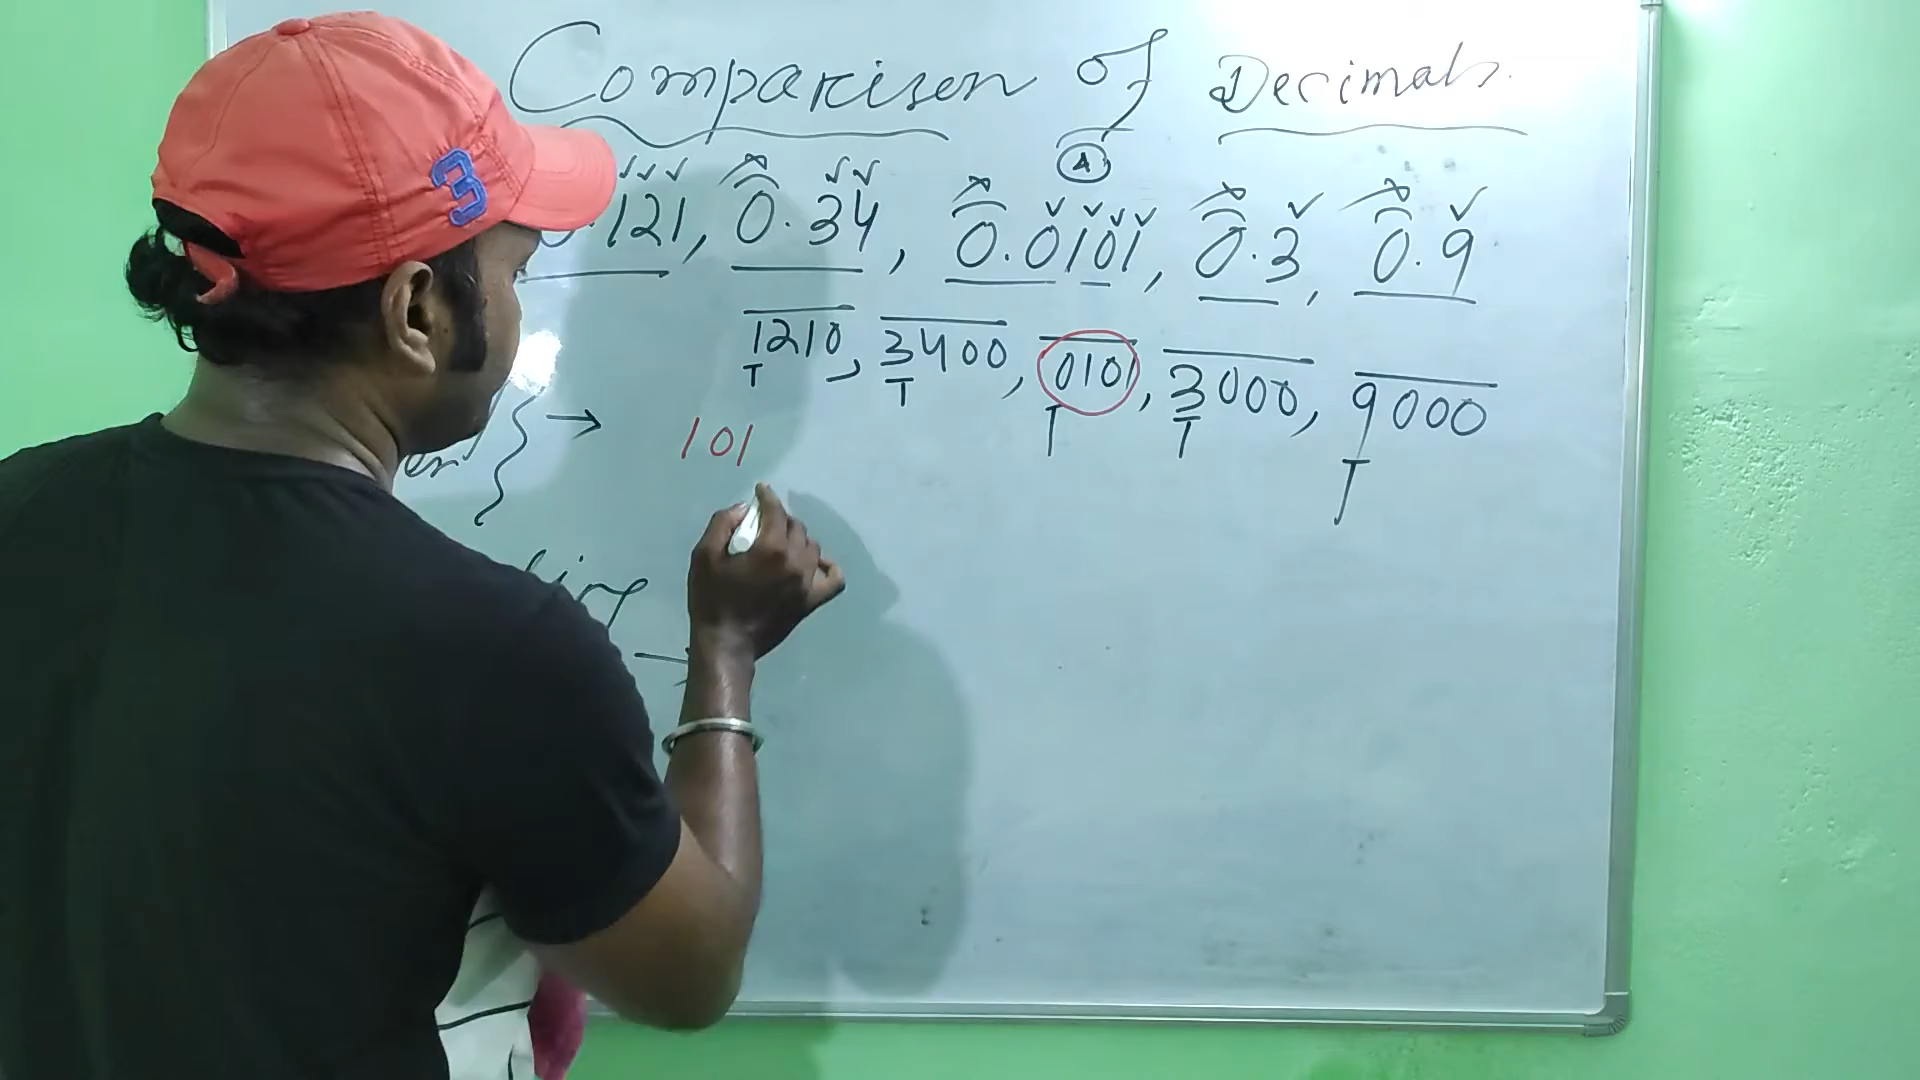 Comparison of Decimals.
4
.121, 0.34, 0.0101, 0.3, 0.9
1210, 3400, 0101, 3000, 9000
T T T T T
→ 101
3